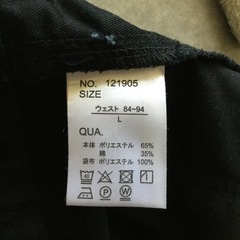 NO. 121905
SIZE
ウェスト 84~94
L
QUA.
本体 ポリエステル 65%
綿 35%
袋布 ポリエステル 100%